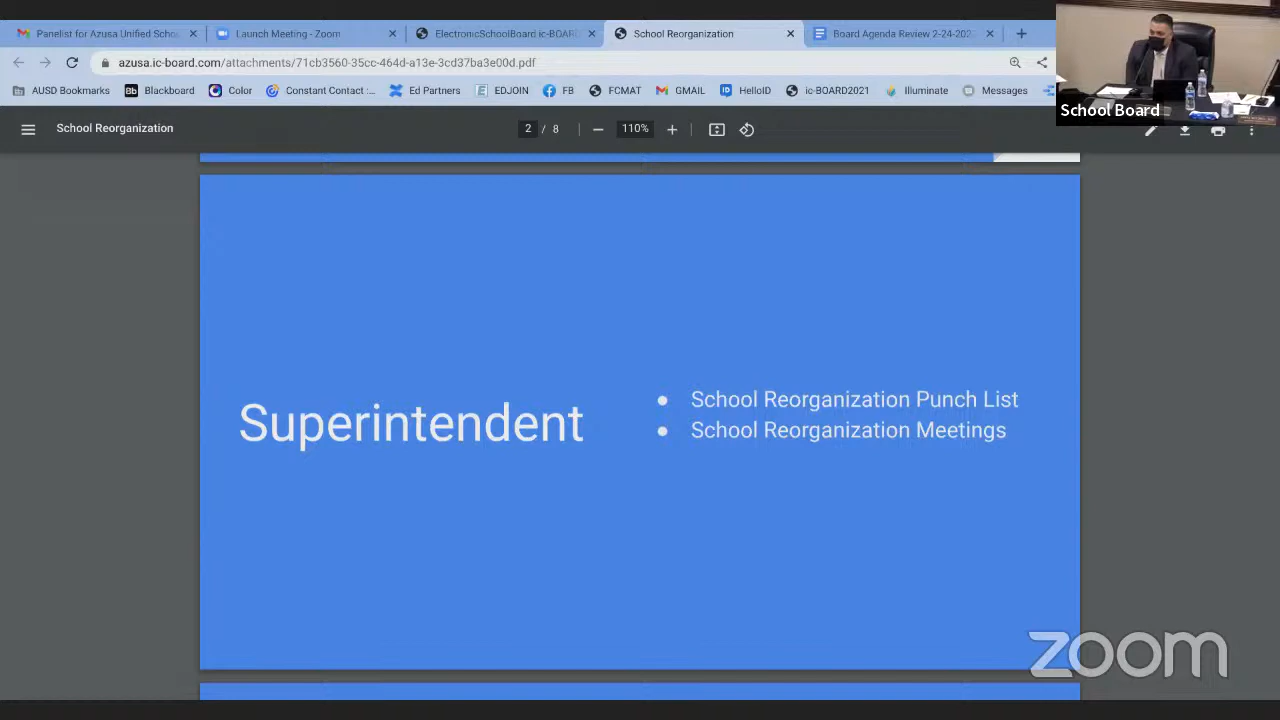 Panelist for Azusa Unified Schoo
Launch Meeting - Zoom
ElectronicSchoolBoard ic-BOARD
School Reorganization
Board Agenda Review 2-24-202
azusa.ic-board.com/attachments/71cb3560-35cc-464d-a13e-3cd37ba3e00d.pdf
AUSD Bookmarks
Bb Blackboard
Color
Constant Contact :...
Ed Partners
EDJOIN
FB
FCMAT
GMAIL
HelloID
ic-BOARD2021
Illuminate
Messages
School Board
School Reorganization
2 / 8
110%
Superintendent
● School Reorganization Punch List
● School Reorganization Meetings
zoom